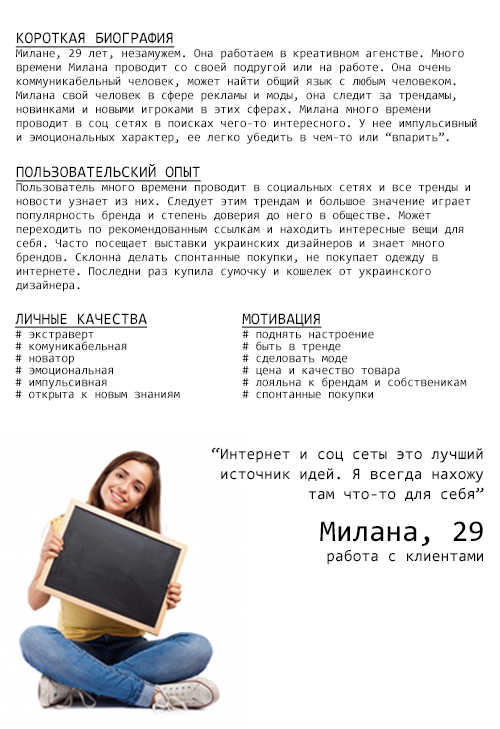 КОРОТКАЯ БИОГРАФИЯ
Милане, 29 лет, незамужем. Она работаем в креативном агенстве. Много
времени Милана проводит со своей подругой или на работе. Она очень
коммуникабельный человек, может найти общий язык с любым человеком.
Милана свой человек в сфере рекламы и моды, она следит за трендамы,
новинками и новыми игроками в этих сферах. Милана много времени
проводит в соц сетях в поисках чего-то интересного. У нее импульсивный
и эмоциональных характер, ее легко убедить в чем-то или “впарить”.
ПОЛЬЗОВАТЕЛЬСКИЙ ОПЫТ
Пользователь много времени проводит в социальных сетях и все тренды и
новости узнает из них. Следует этим трендам и большое значение играет
популярность бренда и степень доверия до него в обществе. Может
переходить по рекомендованным ссылкам и находить интересные вещи для
себя. Часто посещает выставки украинских дизайнеров и знает много
брендов. Склонна делать спонтанные покупки, не покупает одежду в
интернете. Последни раз купила сумочку и кошелек от украинского
дизайнера.
ЛИЧНЫЕ КАЧЕСТВА
# экстраверт
# комуникабельная
# новатор
# эмоциональная
# импульсивная
# открыта к новым знаниям
МОТИВАЦИЯ
# поднять настроение
# быть в тренде
# сделовать моде
# цена и качество товара
# лояльна к брендам и собственикам
# спонтанные покупки
“Интернет и соц сеты это лучший
источник идей. Я всегда нахожу
там что-то для себя”
Милана, 29
работа с клиентами